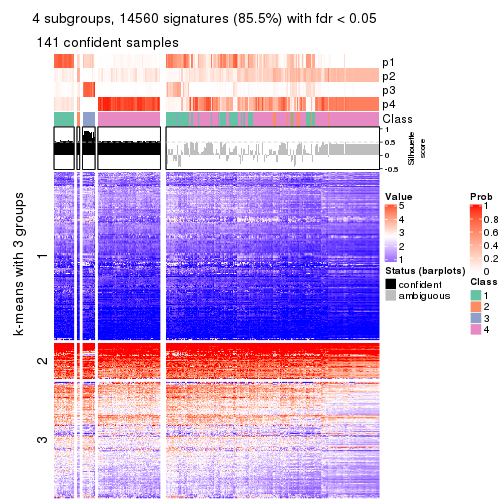 4 subgroups, 14560 signatures (85.5%) with fdr < 0.05
141 confident samples
p1
p2
p3
p4
Class
1
0.5
0
-0.5
Silhouette
score
k-means with 3 groups
1
2
3
Value
5
4
3
2
1
Status (barplots)
confident
ambiguous
Prob
1
0.8
0.6
0.4
0.2
0
Class
1
2
3
4